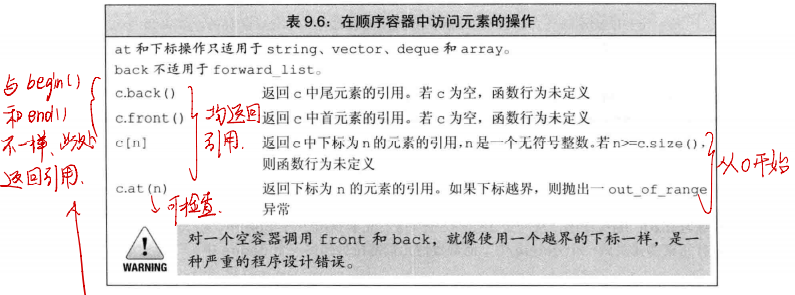 表 9.6：在顺序容器中访问元素的操作
at 和下标操作只适用于 string、vector、deque 和 array。
back 不适用于 forward_list。
c.back() 返回 c 中尾元素的引用。若 c 为空，函数行为未定义
c.front() 返回 c 中首元素的引用。若 c 为空，函数行为未定义
c[n] 返回 c 中下标为 n 的元素的引用，n 是一个无符号整数。若 n>=c.size()，
则函数行为未定义
c.at(n) 返回下标为 n 的元素的引用。如果下标越界，则抛出一 out_of_range
异常
WARNING
对一个空容器调用 front 和 back，就像使用一个越界的下标一样，是一
种严重的程序设计错误。
与 begin()
和 end()
不一样、此处
返回引用.
均返回
引用.
可检查.
从0开始